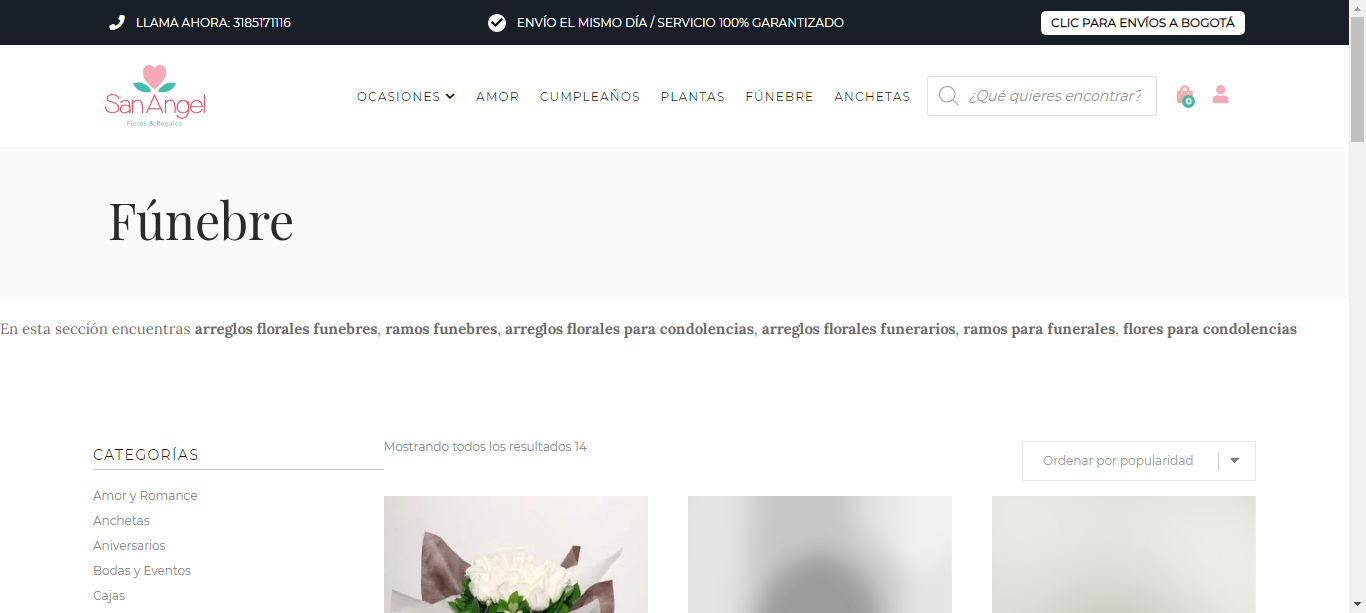 LLAMA AHORA: 3185171116
ENVÍO EL MISMO DÍA / SERVICIO 100% GARANTIZADO
CLIC PARA ENVÍOS A BOGOTÁ
SanAngel
Flores & Regalos
OCASIONES
AMOR
CUMPLEAÑOS
PLANTAS
FÚNEBRE
ANCHETAS
¿Qué quieres encontrar?
0
Fúnebre
En esta sección encuentras arreglos florales funebres, ramos funebres, arreglos florales para condolencias, arreglos florales funerarios, ramos para funerales, flores para condolencias
CATEGORÍAS
Amor y Romance
Anchetas
Aniversarios
Bodas y Eventos
Cajas
Mostrando todos los resultados 14
Ordenar por popularidad